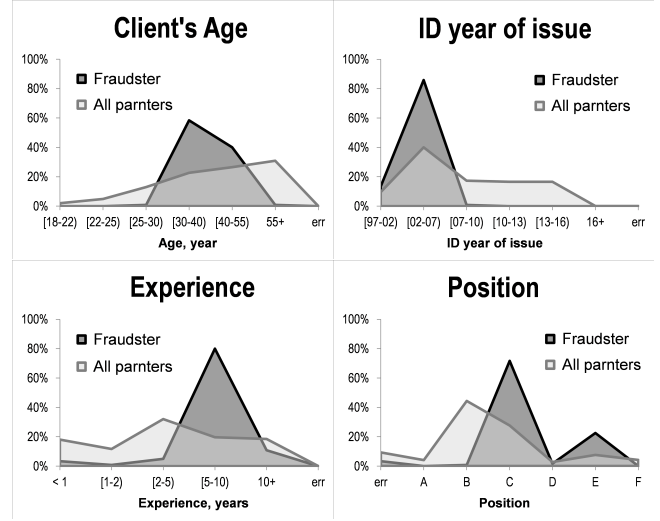 Client's Age
100%
80%
60%
40%
20%
0%
Fraudster
All parnters
[18-22) [22-25) [25-30) [30-40) [40-55) 55+ err
Age, year
ID year of issue
100%
80%
60%
40%
20%
0%
Fraudster
All parnters
[97-02) [02-07) [07-10) [10-13) [13-16) 16+ err
ID year of issue
Experience
100%
80%
60%
40%
20%
0%
Fraudster
All parnters
< 1 [1-2) [2-5) [5-10) 10+ err
Experience, years
Position
100%
80%
60%
40%
20%
0%
Fraudster
All parnters
err A B C D E F
Position